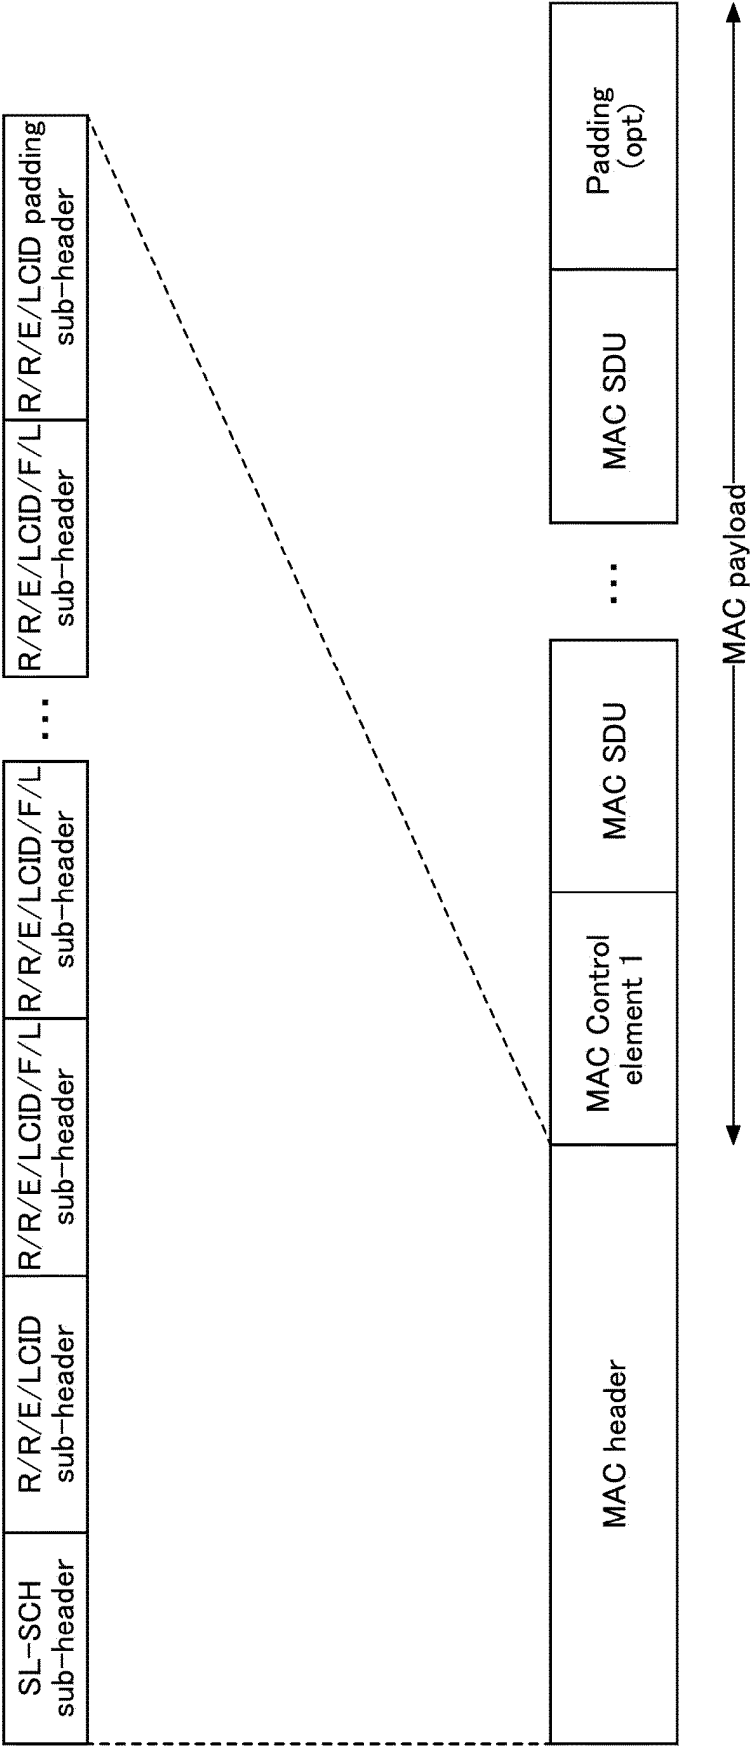 SL-SCH
sub-header
R/R/E/LCID
sub-header
R/R/E/LCID/F/L
sub-header
R/R/E/LCID/F/L
sub-header
...
R/R/E/LCID/F/L
sub-header
R/R/E/LCID padding
sub-header
MAC header
MAC Control
element 1
MAC SDU
...
MAC SDU
Padding
(opt)
MAC payload